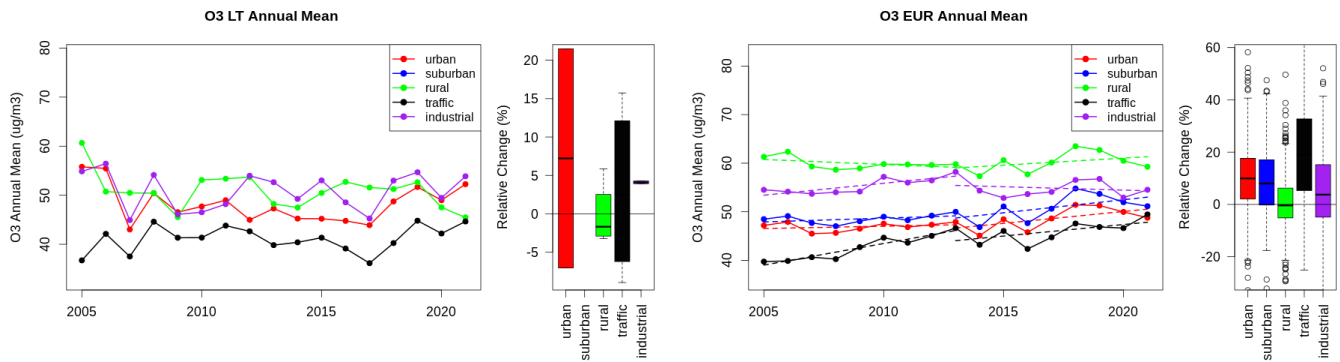 O3 LT Annual Mean
O3 Annual Mean (ug/m3)
80
70
60
50
40
2005
2010
2015
2020
urban
suburban
rural
traffic
industrial
Relative Change (%)
20
15
10
5
0
-5
urban
suburban
rural
traffic
industrial
O3 EUR Annual Mean
O3 Annual Mean (ug/m3)
80
70
60
50
40
2005
2010
2015
2020
urban
suburban
rural
traffic
industrial
Relative Change (%)
60
40
20
0
-20
urban
suburban
rural
traffic
industrial